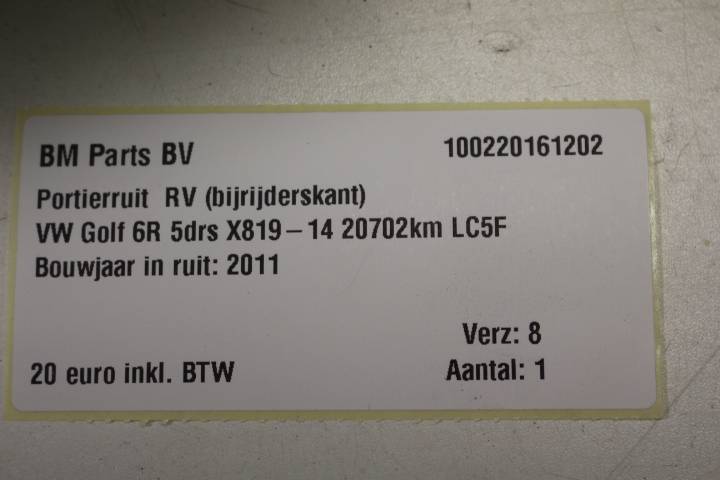 BM Parts BV 100220161202
Portierruit RV (bijrijderskant)
VW Golf 6R 5drs X819-14 20702km LC5F
Bouwjaar in ruit: 2011
Verz: 8
20 euro inkl. BTW Aantal: 1